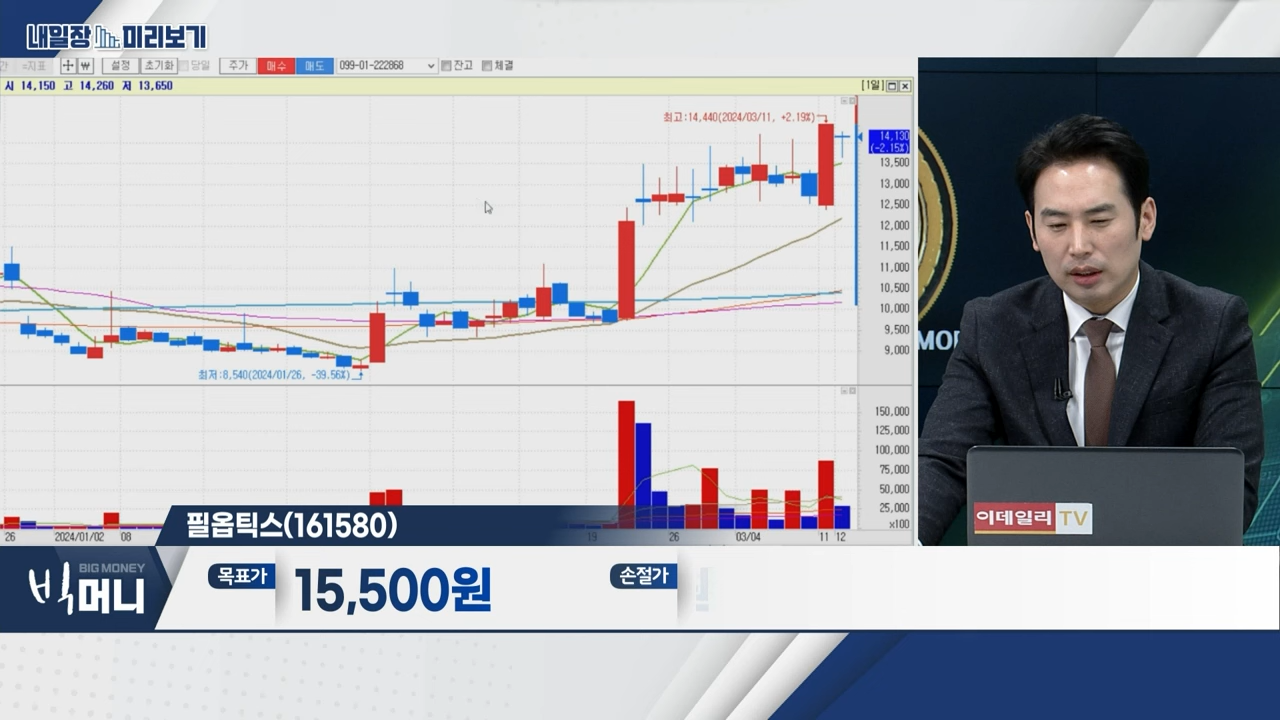 내일장 미리보기
설정 초기화 당일 주가 매수 매도 099-01-222868 잔고 체결
시 14,150 고 14,260 저 13,650
[1일]
최고:14,440(2024/03/11, +2.19%)
14,130
(-2.15%)
13,500
13,000
12,500
12,000
11,500
11,000
10,500
10,000
9,500
9,000
최저:8,540(2024/01/26, -39.56%)
150,000
125,000
100,000
75,000
50,000
25,000
×100
26 2024/01/02 08 19 26 03/04 11 12
필옵틱스(161580)
BIG MONEY
빅머니
목표가 15,500원 손절가
이데일리 TV